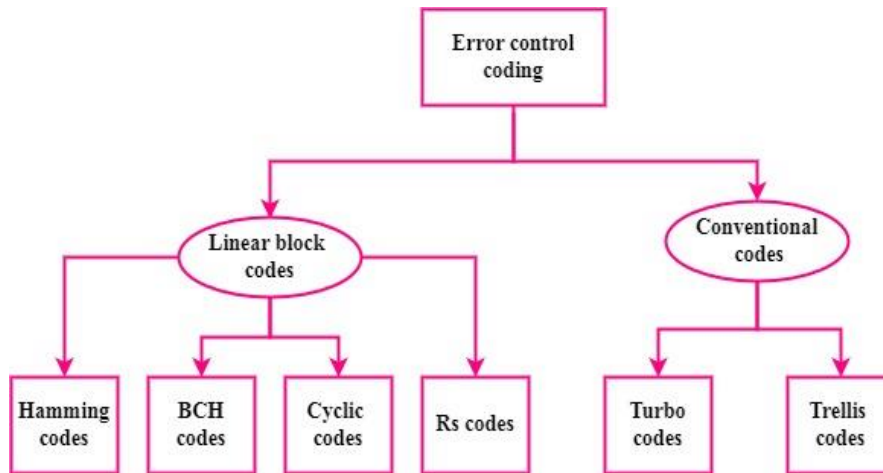 Error control
coding
Linear block
codes
Conventional
codes
Hamming
codes
BCH
codes
Cyclic
codes
Rs codes
Turbo
codes
Trellis
codes